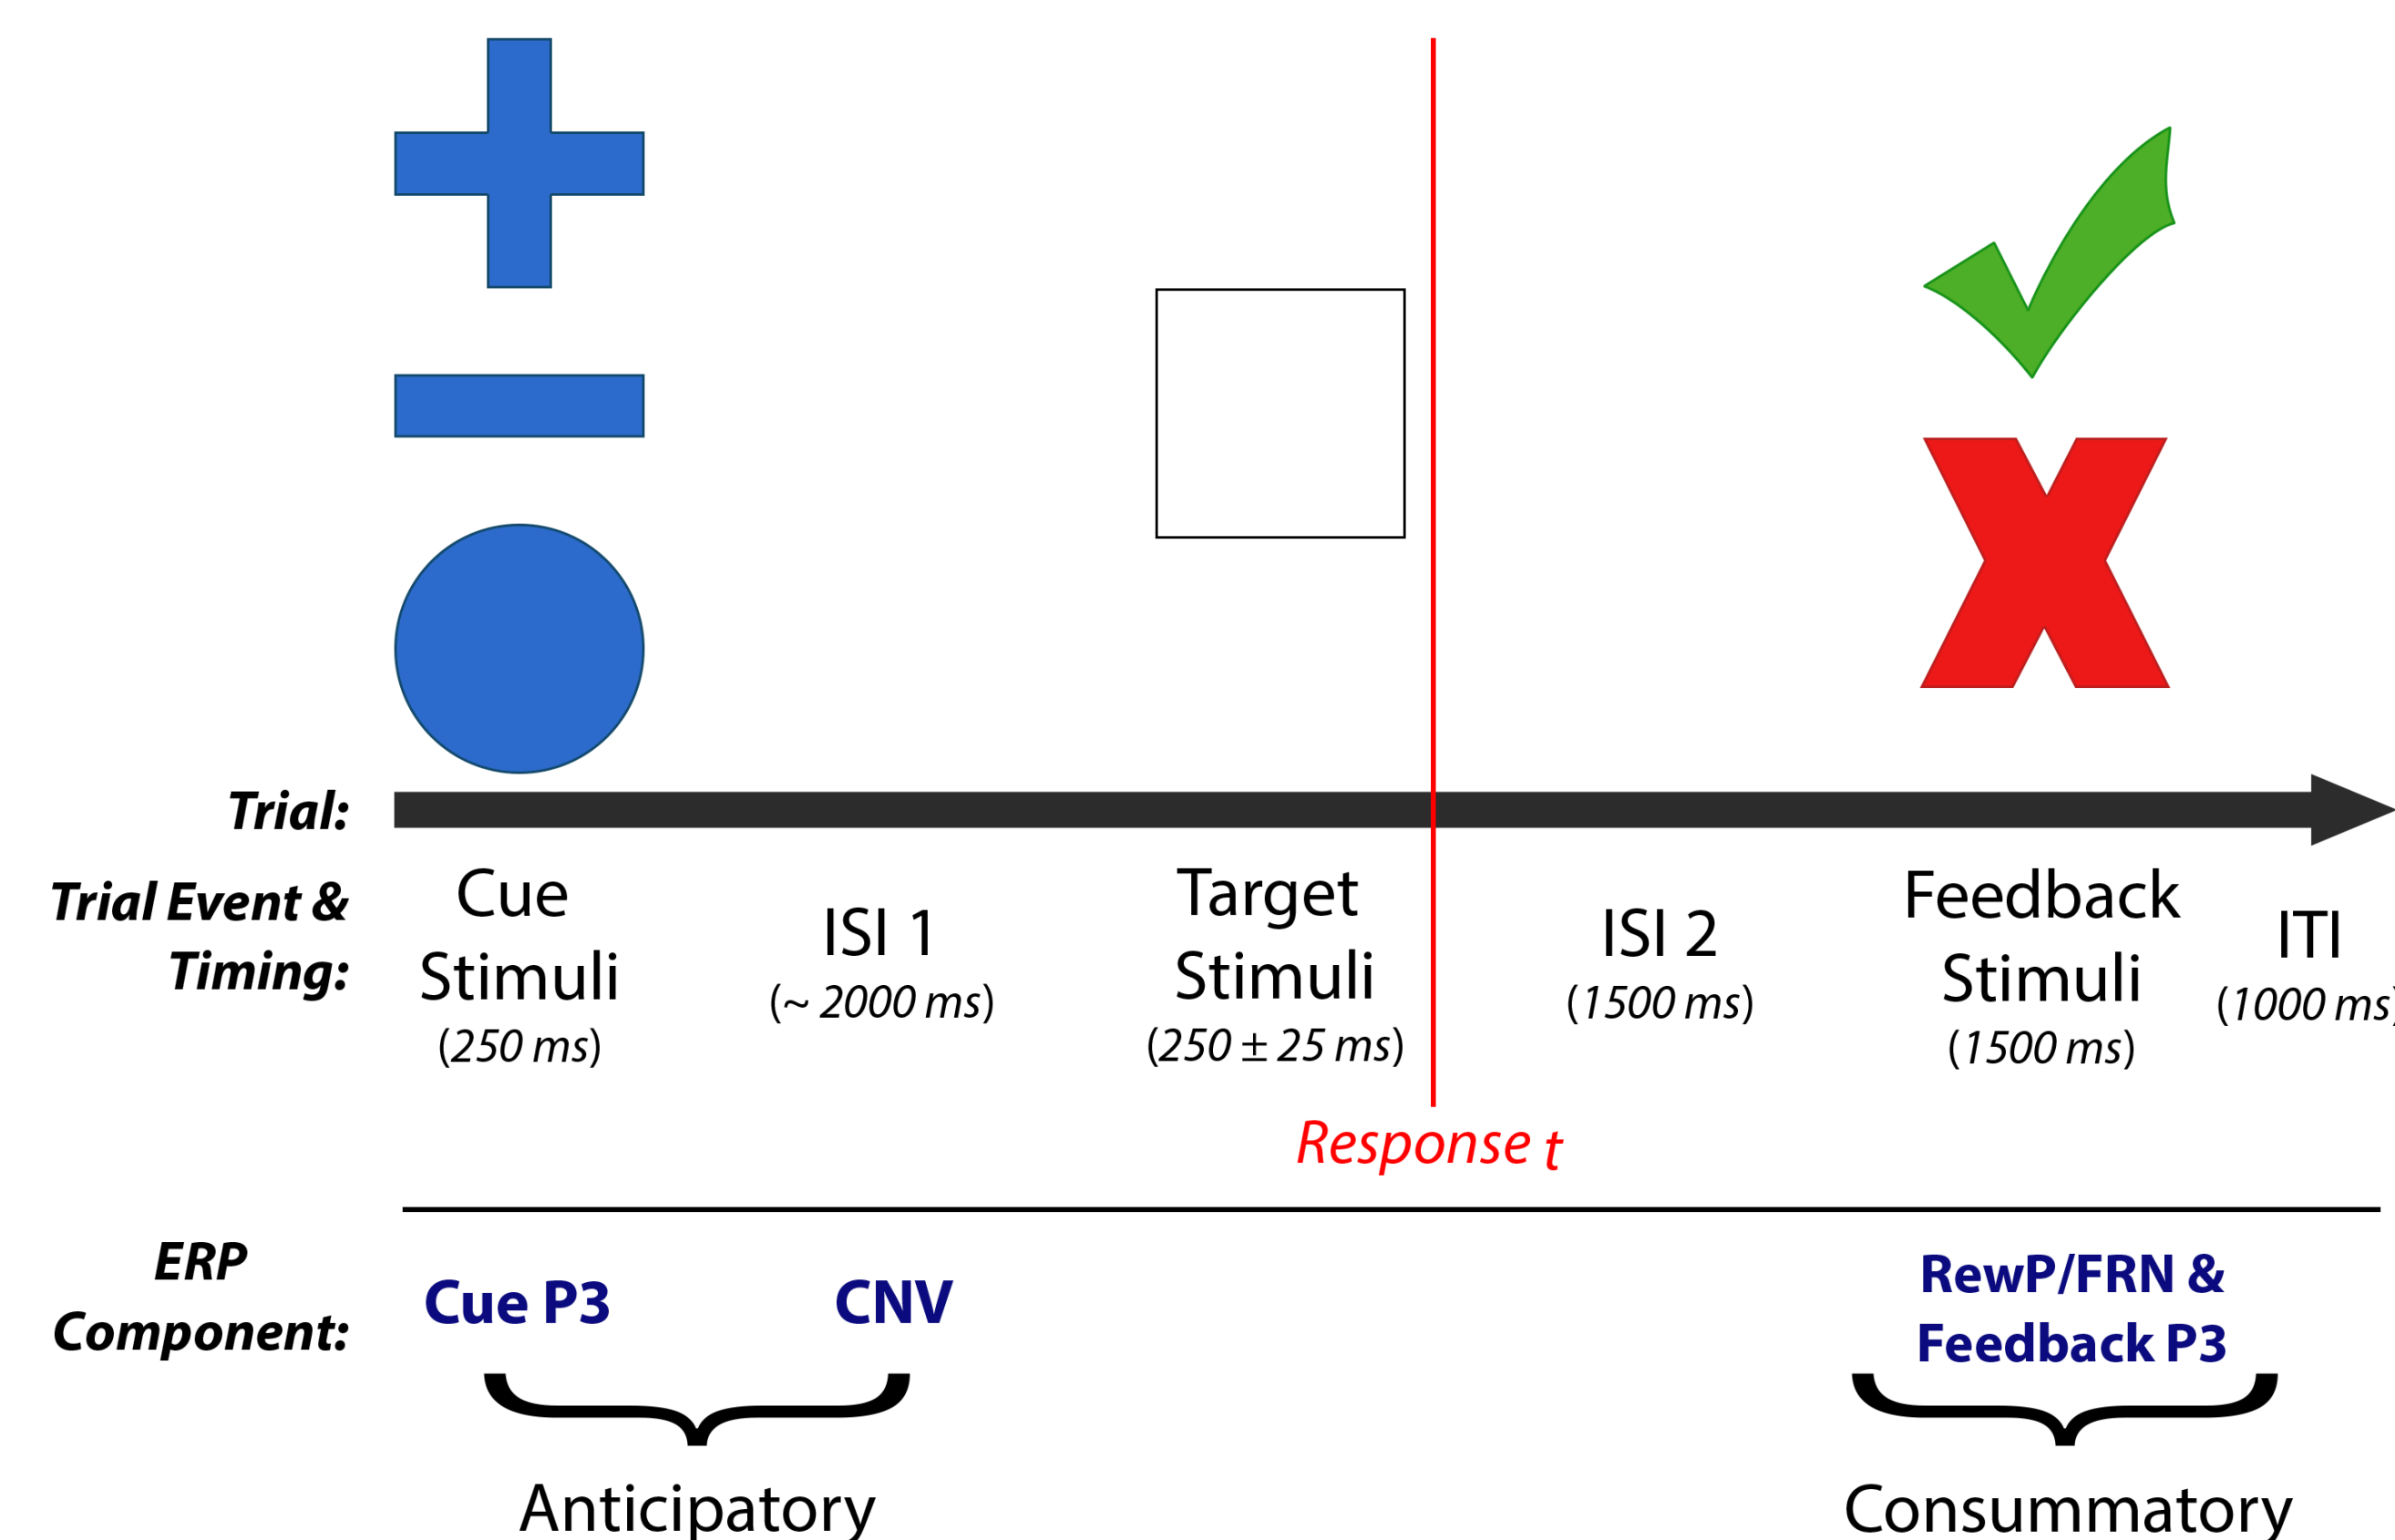 Trial:
Trial Event &
Timing:
Cue
Stimuli
(250 ms)
ISI 1
(~ 2000 ms)
Target
Stimuli
(250 ± 25 ms)
ISI 2
(1500 ms)
Feedback
Stimuli
(1500 ms)
ITI
(1000 ms)
Response t
ERP
Component:
Cue P3
CNV
RewP/FRN &
Feedback P3
Anticipatory
Consummatory